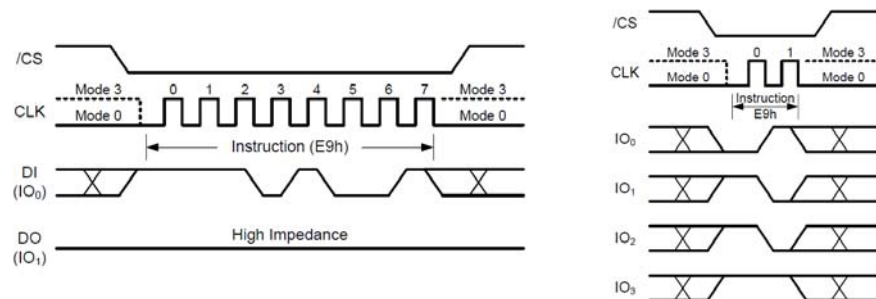 /CS
Mode 3 0 1 2 3 4 5 6 7 Mode 3
CLK
Mode 0 Mode 0
Instruction (E9h)
DI
(IO₀)
High Impedance
DO
(IO₁)
/CS
Mode 3 0 1 Mode 3
CLK
Mode 0 Mode 0
Instruction
E9h
IO₀
IO₁
IO₂
IO₃